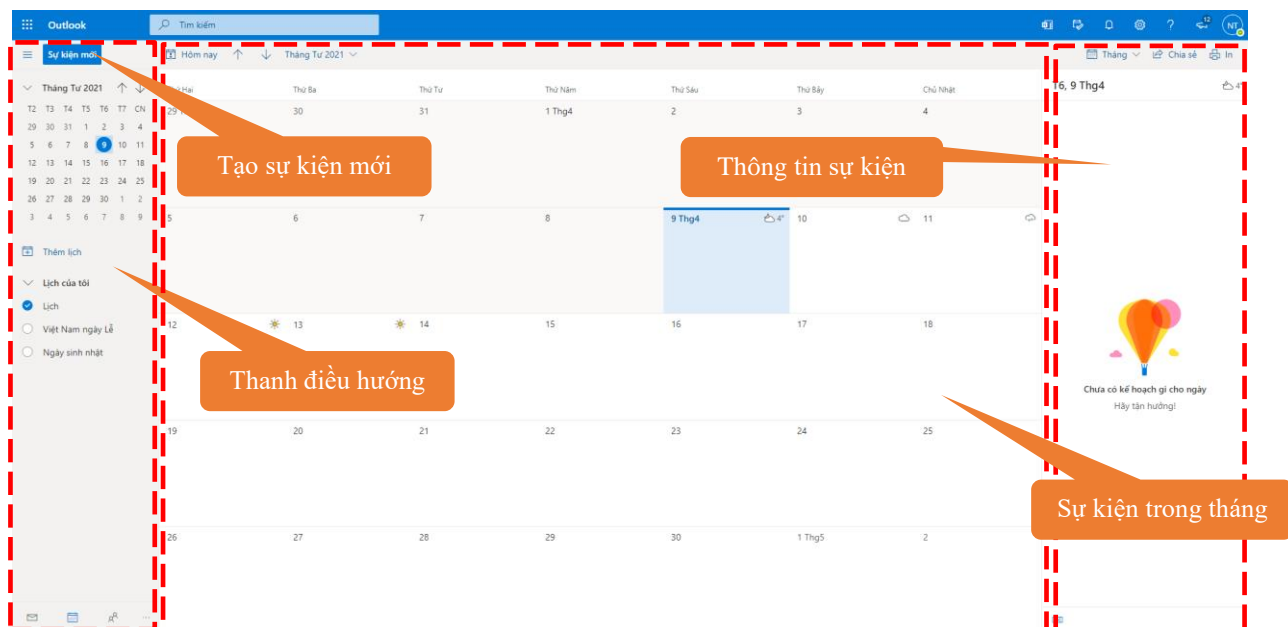 Outlook
Tìm kiếm
12
NT
Sự kiện mới
Hôm nay
Tháng Tư 2021
Tháng
Chia sẻ
In
Tháng Tư 2021
T2 T3 T4 T5 T6 T7 CN
29 30 31 1 2 3 4
5 6 7 8 9 10 11
12 13 14 15 16 17 18
19 20 21 22 23 24 25
26 27 28 29 30 1 2
3 4 5 6 7 8 9
Thêm lịch
Lịch của tôi
Lịch
Việt Nam ngày Lễ
Ngày sinh nhật
Thứ Hai Thứ Ba Thứ Tư Thứ Năm Thứ Sáu Thứ Bảy Chủ Nhật
29 30 31 1 Thg4 2 3 4
Tạo sự kiện mới
Thông tin sự kiện
5 6 7 8 9 Thg4 4° 10 11
12 13 14 15 16 17 18
Thanh điều hướng
19 20 21 22 23 24 25
26 27 28 29 30 1 Thg5 2
T6, 9 Thg4
4°
Chưa có kế hoạch gì cho ngày
Hãy tận hưởng!
Sự kiện trong tháng